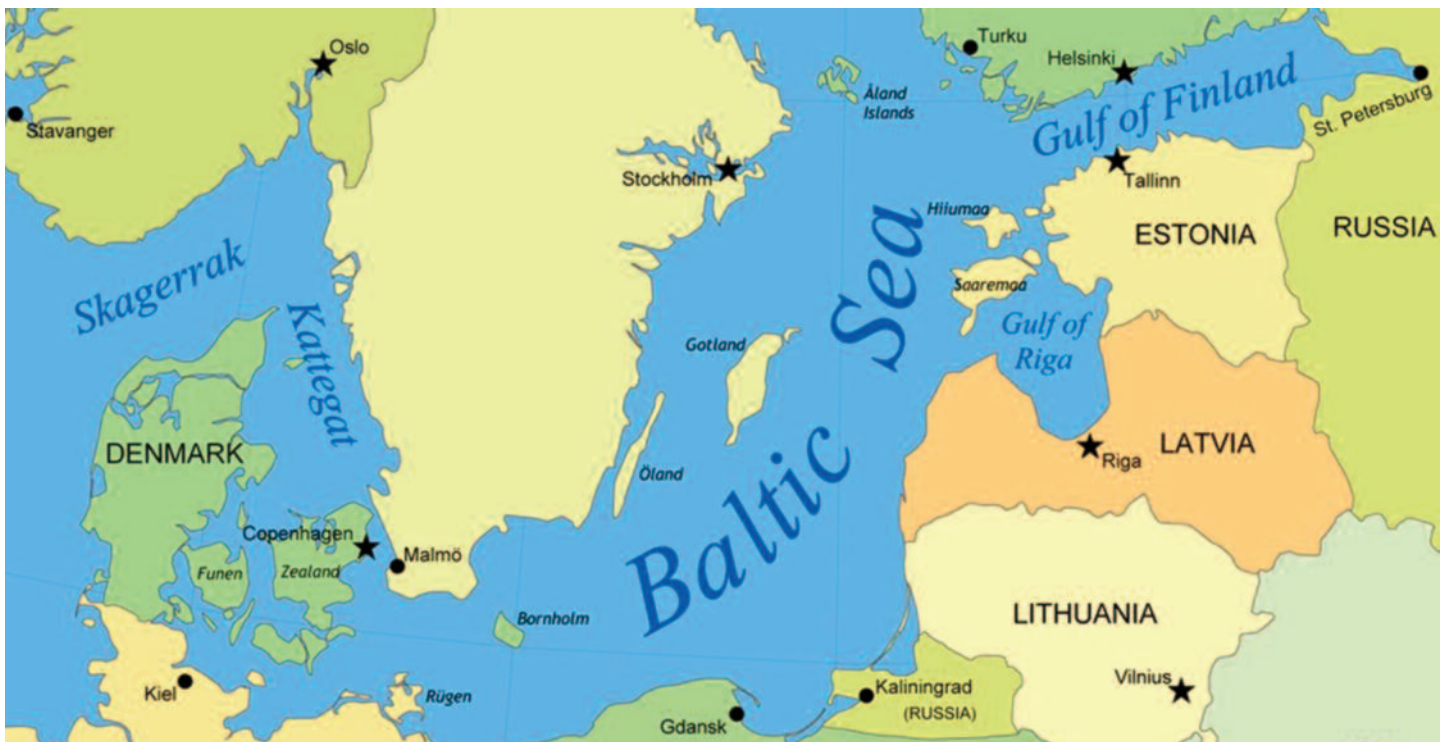 Oslo
Turku
Helsinki
Stavanger
Åland
Islands
Gulf of Finland
St. Petersburg
Stockholm
Tallinn
Hiiumaa
ESTONIA
RUSSIA
Skagerrak
Kattegat
Saaremaa
Gulf of
Riga
Gotland
Baltic Sea
DENMARK
Öland
Riga
LATVIA
Copenhagen
Malmö
Funen
Zealand
Bornholm
LITHUANIA
Kiel
Rügen
Gdansk
Kaliningrad
(RUSSIA)
Vilnius